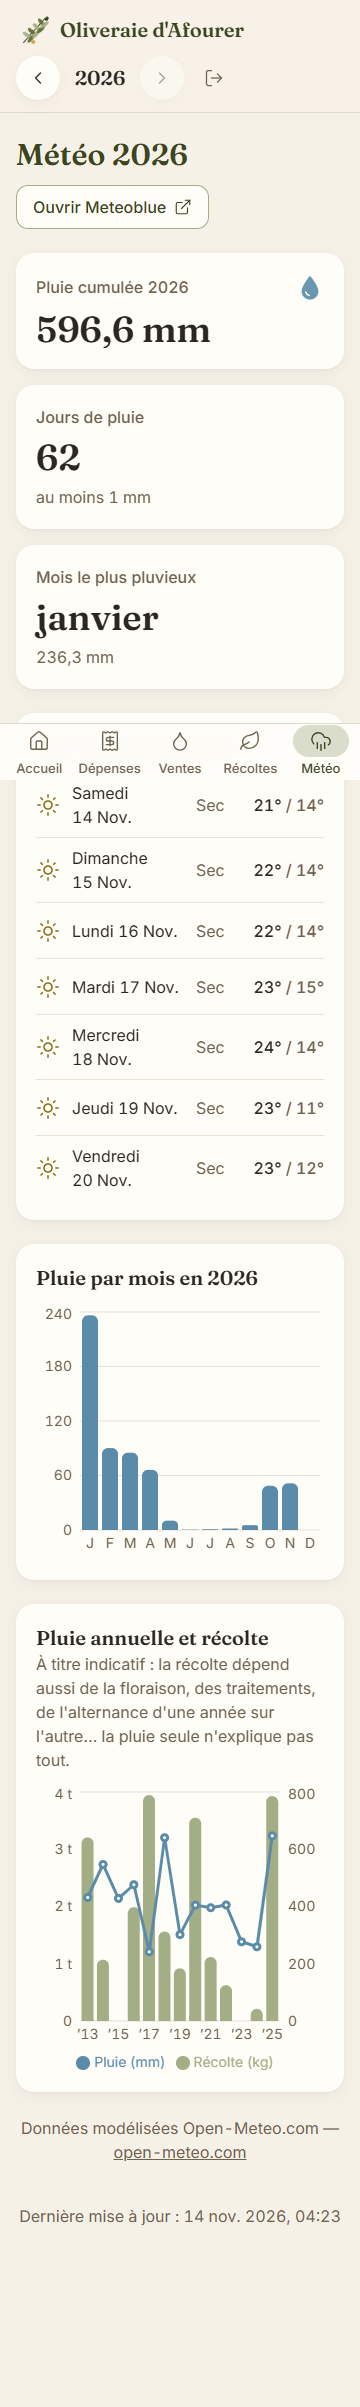 Oliveraie d'Afourer
2026
Météo 2026
Ouvrir Meteoblue
Pluie cumulée 2026
596,6 mm
Jours de pluie
62
au moins 1 mm
Mois le plus pluvieux
janvier
236,3 mm
Accueil Dépenses Ventes Récoltes Météo
Samedi
14 Nov.
Sec
21° / 14°
Dimanche
15 Nov.
Sec
22° / 14°
Lundi 16 Nov. Sec 22° / 14°
Mardi 17 Nov. Sec 23° / 15°
Mercredi
18 Nov.
Sec
24° / 14°
Jeudi 19 Nov. Sec 23° / 11°
Vendredi
20 Nov.
Sec
23° / 12°
Pluie par mois en 2026
240
180
120
60
0
J F M A M J J A S O N D
Pluie annuelle et récolte
À titre indicatif : la récolte dépend
aussi de la floraison, des traitements,
de l'alternance d'une année sur
l'autre… la pluie seule n'explique pas
tout.
4 t 800
3 t 600
2 t 400
1 t 200
0 0
'13 '15 '17 '19 '21 '23 '25
Pluie (mm) Récolte (kg)
Données modélisées Open-Meteo.com —
open-meteo.com
Dernière mise à jour : 14 nov. 2026, 04:23